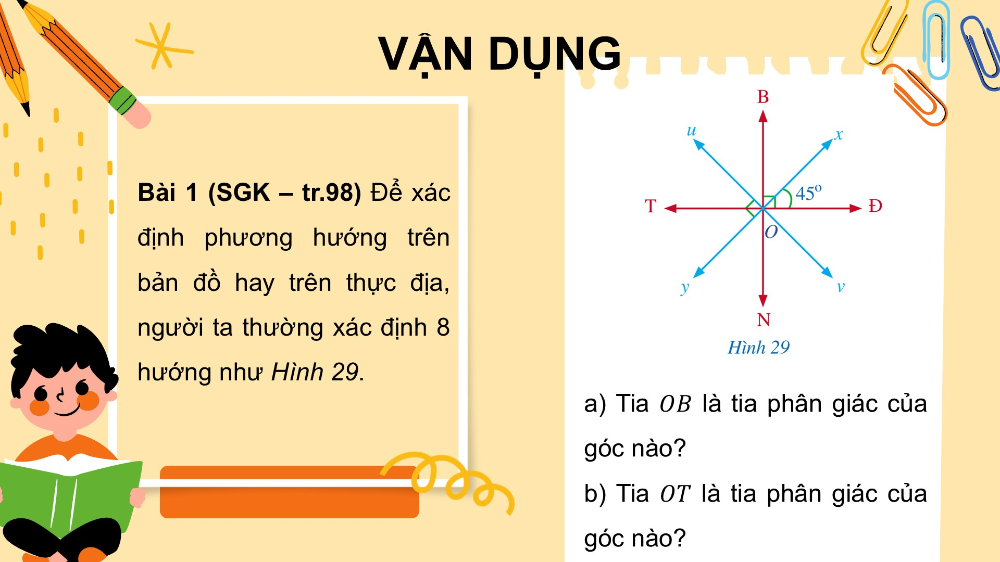 VẬN DỤNG
Bài 1 (SGK – tr.98) Để xác
định phương hướng trên
bản đồ hay trên thực địa,
người ta thường xác định 8
hướng như Hình 29.
B
u
x
45º
T
Đ
O
y
v
N
Hình 29
a) Tia OB là tia phân giác của
góc nào?
b) Tia OT là tia phân giác của
góc nào?